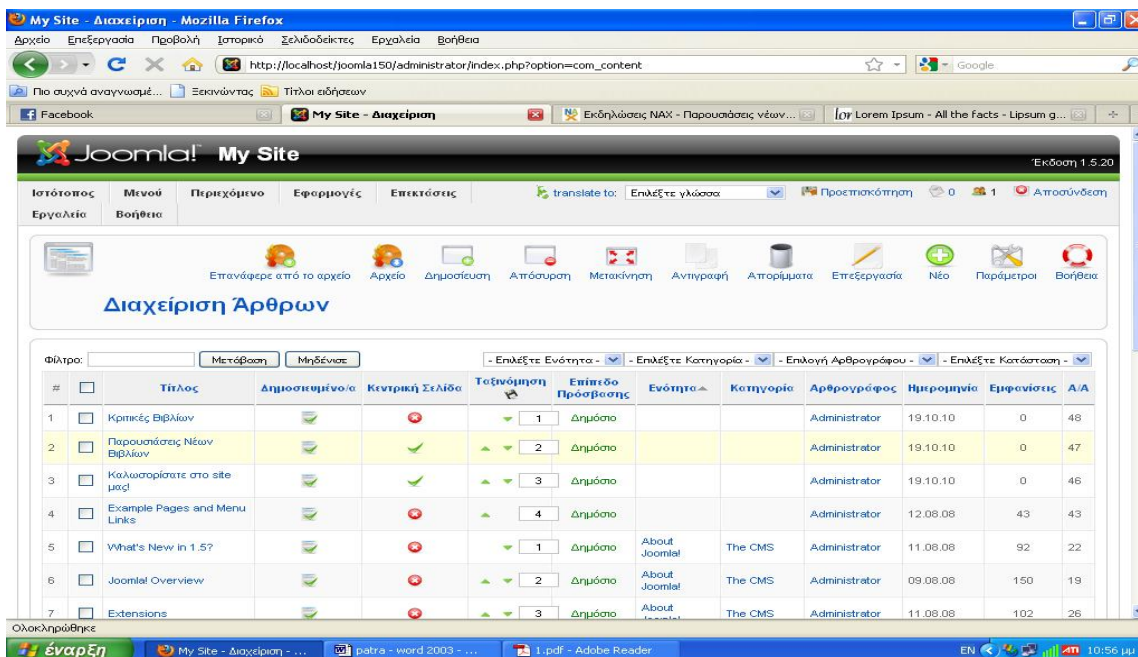 My Site - Διαχείριση - Mozilla Firefox
Αρχείο Επεξεργασία Προβολή Ιστορικό Σελιδοδείκτες Εργαλεία Βοήθεια
http://localhost/joomla150/administrator/index.php?option=com_content
Google
Πιο συχνά αναγνωσμέ... Ξεκινώντας Τίτλοι ειδήσεων
Facebook My Site - Διαχείριση Εκδηλώσεις NAX - Παρουσιάσεις νέων... Lorem Ipsum - All the facts - Lipsum g...
Joomla! My Site Έκδοση 1.5.20
Ιστότοπος Μενού Περιεχόμενο Εφαρμογές Επεκτάσεις translate to: Επιλέξτε γλώσσα Προεπισκόπηση 0 1 Αποσύνδεση
Εργαλεία Βοήθεια
Επανάφερε από το αρχείο Αρχείο Δημοσίευση Απόσυρση Μετακίνηση Αντιγραφή Απορίμματα Επεξεργασία Νέο Παράμετροι Βοήθεια
Διαχείριση Άρθρων
Φίλτρο: Μετάβαση Μηδένισε - Επιλέξτε Ενότητα - - Επιλέξτε Κατηγορία - - Επιλογή Αρθρογράφου - - Επιλέξτε Κατάσταση -
# Τίτλος Δημοσιευμένο/α Κεντρική Σελίδα Ταξινόμηση Επίπεδο Πρόσβασης Ενότητα Κατηγορία Αρθρογράφος Ημερομηνία Εμφανίσεις Α/Α
1 Κριτικές Βιβλίων 1 Δημόσιο Administrator 19.10.10 0 48
2 Παρουσιάσεις Νέων Βιβλίων 2 Δημόσιο Administrator 19.10.10 0 47
3 Καλωσορίσατε στο site μας! 3 Δημόσιο Administrator 19.10.10 0 46
4 Example Pages and Menu Links 4 Δημόσιο Administrator 12.08.08 43 43
5 What's New in 1.5? 1 Δημόσιο About Joomla! The CMS Administrator 11.08.08 92 22
6 Joomla! Overview 2 Δημόσιο About Joomla! The CMS Administrator 09.08.08 150 19
7 Extensions 3 Δημόσιο About The CMS Administrator 11.08.08 102 26
Ολοκληρώθηκε
έναρξη My Site - Διαχείριση - ... patra - word 2003 - ... 1.pdf - Adobe Reader EN ATI 10:56 μμ